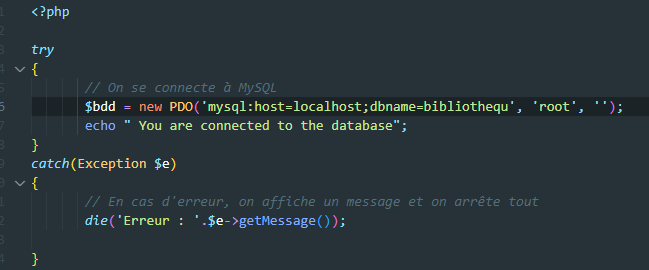 <?php
try
{
// On se connecte à MySQL
$bdd = new PDO('mysql:host=localhost;dbname=bibliothequ', 'root', '');
echo " You are connected to the database";
}
catch(Exception $e)
{
// En cas d'erreur, on affiche un message et on arrête tout
die('Erreur : '.$e->getMessage());
}